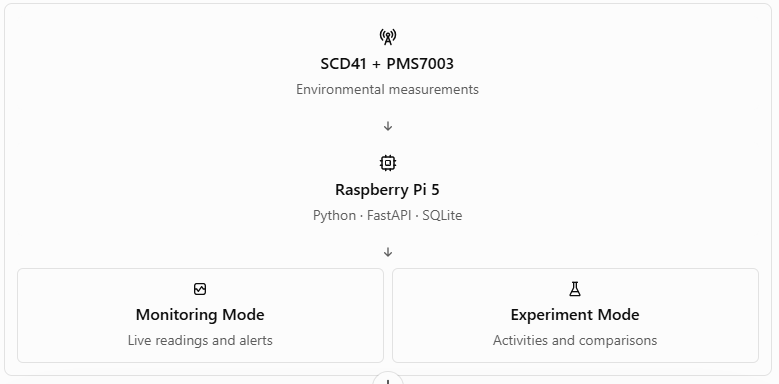 SCD41 + PMS7003
Environmental measurements
Raspberry Pi 5
Python · FastAPI · SQLite
Monitoring Mode
Live readings and alerts
Experiment Mode
Activities and comparisons